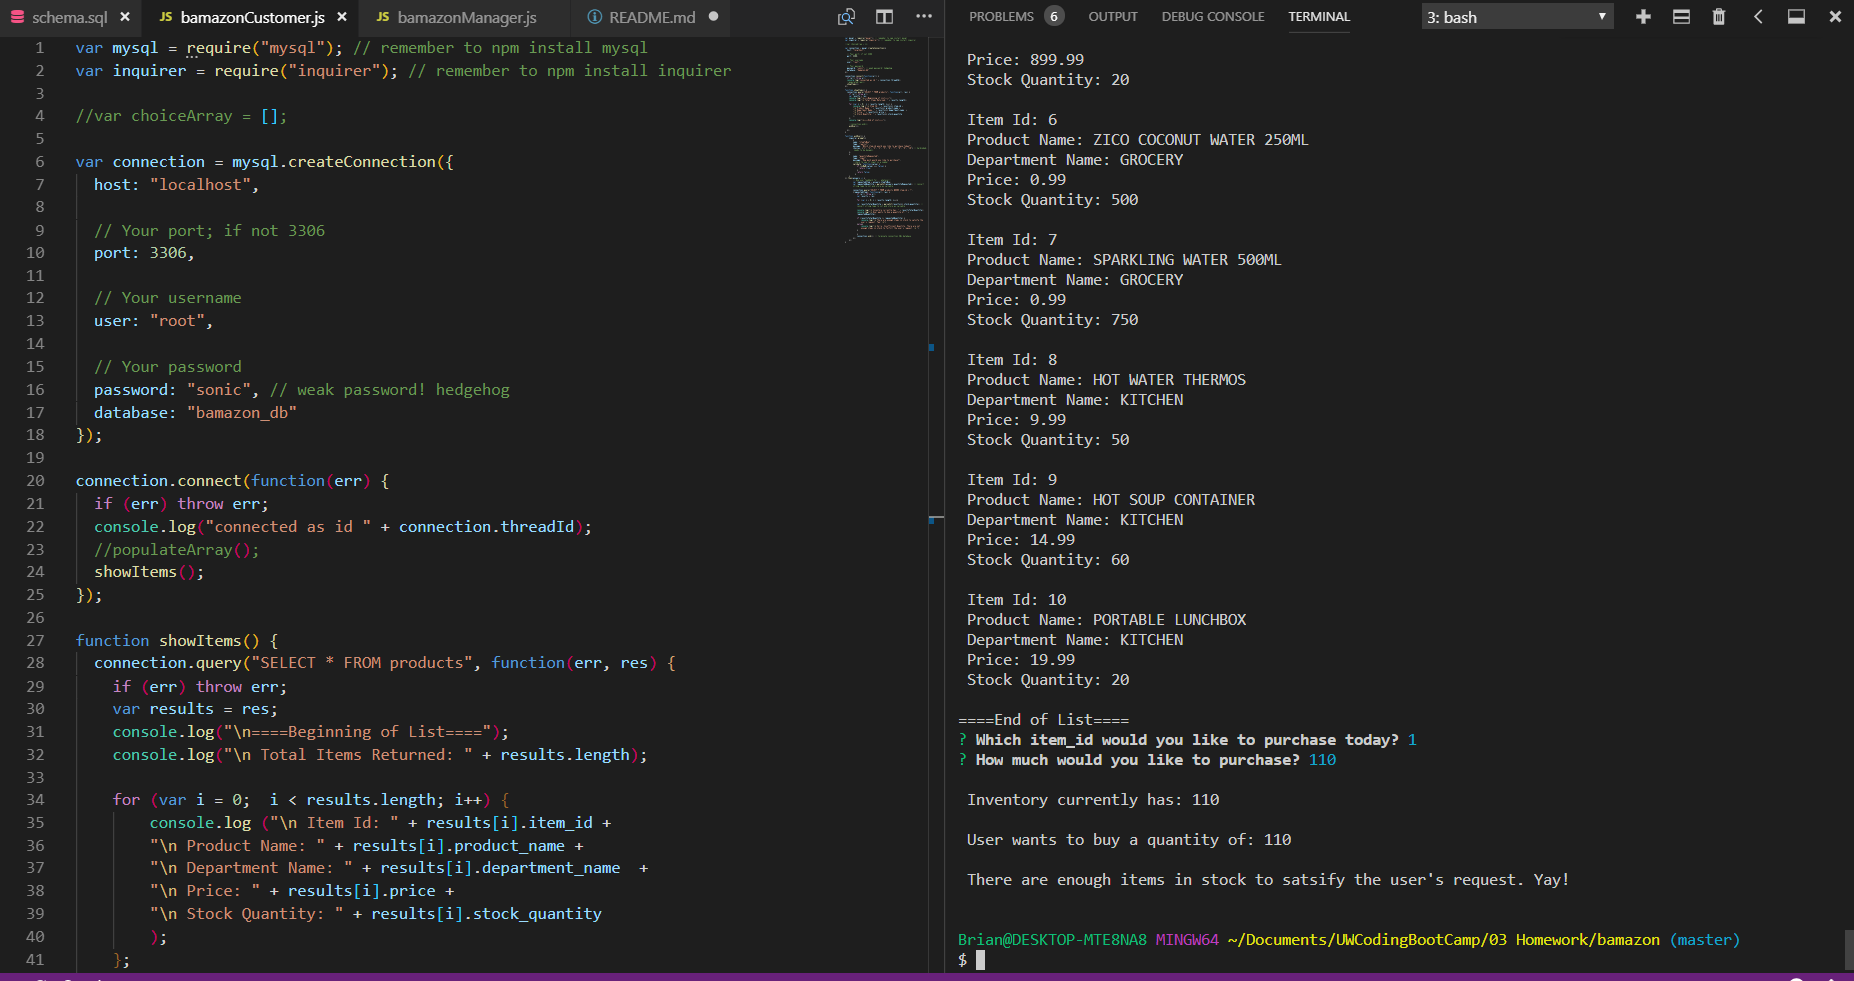 schema.sql × JS bamazonCustomer.js × JS bamazonManager.js README.md ●
1 var mysql = require("mysql"); // remember to npm install mysql
2 var inquirer = require("inquirer"); // remember to npm install inquirer
3
4 //var choiceArray = [];
5
6 var connection = mysql.createConnection({
7 host: "localhost",
8
9 // Your port; if not 3306
10 port: 3306,
11
12 // Your username
13 user: "root",
14
15 // Your password
16 password: "sonic", // weak password! hedgehog
17 database: "bamazon_db"
18 });
19
20 connection.connect(function(err) {
21 if (err) throw err;
22 console.log("connected as id " + connection.threadId);
23 //populateArray();
24 showItems();
25 });
26
27 function showItems() {
28 connection.query("SELECT * FROM products", function(err, res) {
29 if (err) throw err;
30 var results = res;
31 console.log("\n====Beginning of List====");
32 console.log("\n Total Items Returned: " + results.length);
33
34 for (var i = 0;  i < results.length; i++) {
35 console.log ("\n Item Id: " + results[i].item_id +
36 "\n Product Name: " + results[i].product_name +
37 "\n Department Name: " + results[i].department_name  +
38 "\n Price: " + results[i].price +
39 "\n Stock Quantity: " + results[i].stock_quantity
40 );
41 };
PROBLEMS 6 OUTPUT DEBUG CONSOLE TERMINAL 3: bash
Price: 899.99
Stock Quantity: 20
Item Id: 6
Product Name: ZICO COCONUT WATER 250ML
Department Name: GROCERY
Price: 0.99
Stock Quantity: 500
Item Id: 7
Product Name: SPARKLING WATER 500ML
Department Name: GROCERY
Price: 0.99
Stock Quantity: 750
Item Id: 8
Product Name: HOT WATER THERMOS
Department Name: KITCHEN
Price: 9.99
Stock Quantity: 50
Item Id: 9
Product Name: HOT SOUP CONTAINER
Department Name: KITCHEN
Price: 14.99
Stock Quantity: 60
Item Id: 10
Product Name: PORTABLE LUNCHBOX
Department Name: KITCHEN
Price: 19.99
Stock Quantity: 20
====End of List====
? Which item_id would you like to purchase today? 1
? How much would you like to purchase? 110
Inventory currently has: 110
User wants to buy a quantity of: 110
There are enough items in stock to satsify the user's request. Yay!
Brian@DESKTOP-MTE8NA8 MINGW64 ~/Documents/UWCodingBootCamp/03 Homework/bamazon (master)
$